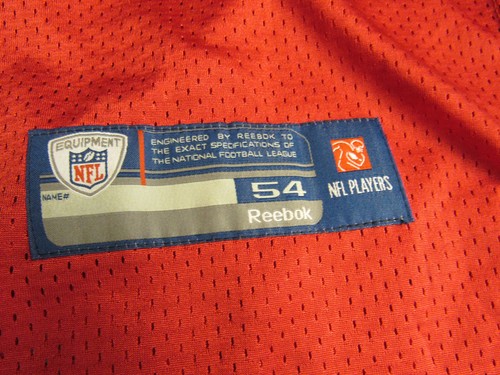 EQUIPMENT
NFL
ENGINEERED BY REEBOK TO
THE EXACT SPECIFICATIONS OF
THE NATIONAL FOOTBALL LEAGUE
NAME/#
54
Reebok
NFL PLAYERS